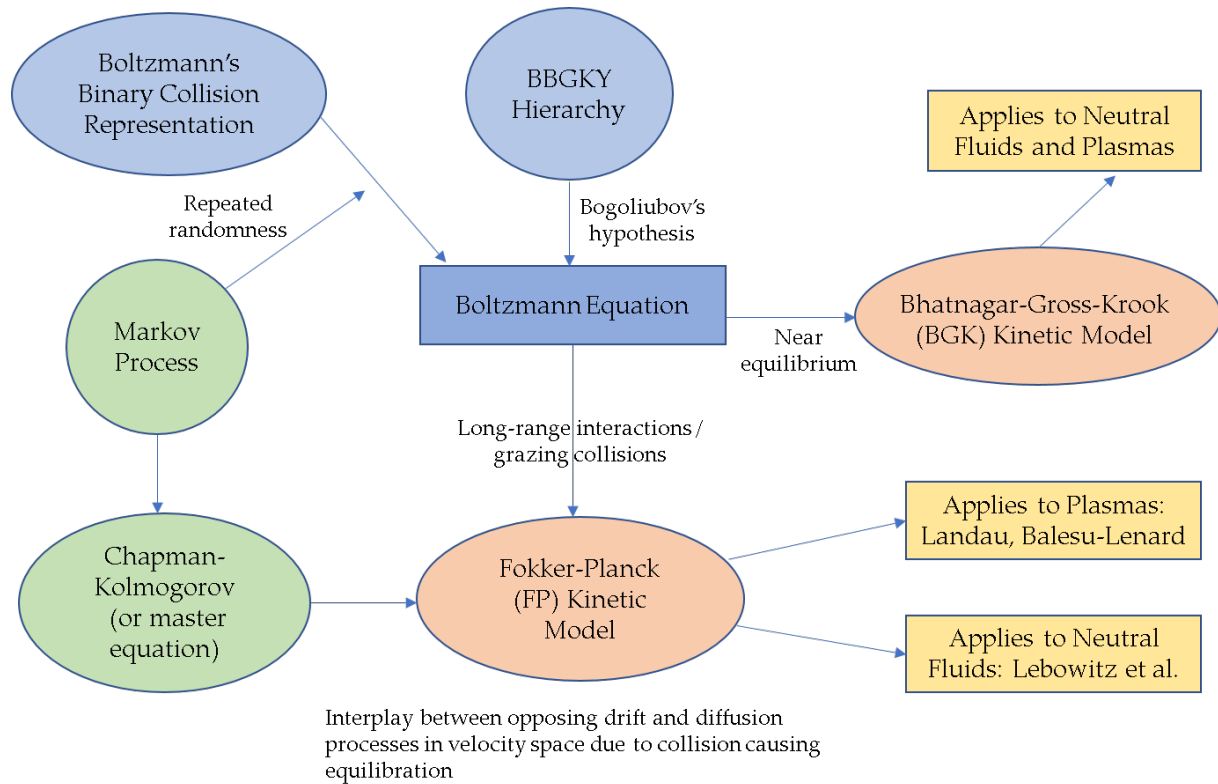 Boltzmann's
Binary Collision
Representation
BBGKY
Hierarchy
Applies to Neutral
Fluids and Plasmas
Repeated
randomness
Bogoliubov's
hypothesis
Markov
Process
Boltzmann Equation
Near
equilibrium
Bhatnagar-Gross-Krook
(BGK) Kinetic Model
Long-range interactions/
grazing collisions
Chapman-
Kolmogorov
(or master
equation)
Fokker-Planck
(FP) Kinetic
Model
Applies to Plasmas:
Landau, Balesu-Lenard
Applies to Neutral
Fluids: Lebowitz et al.
Interplay between opposing drift and diffusion
processes in velocity space due to collision causing
equilibration